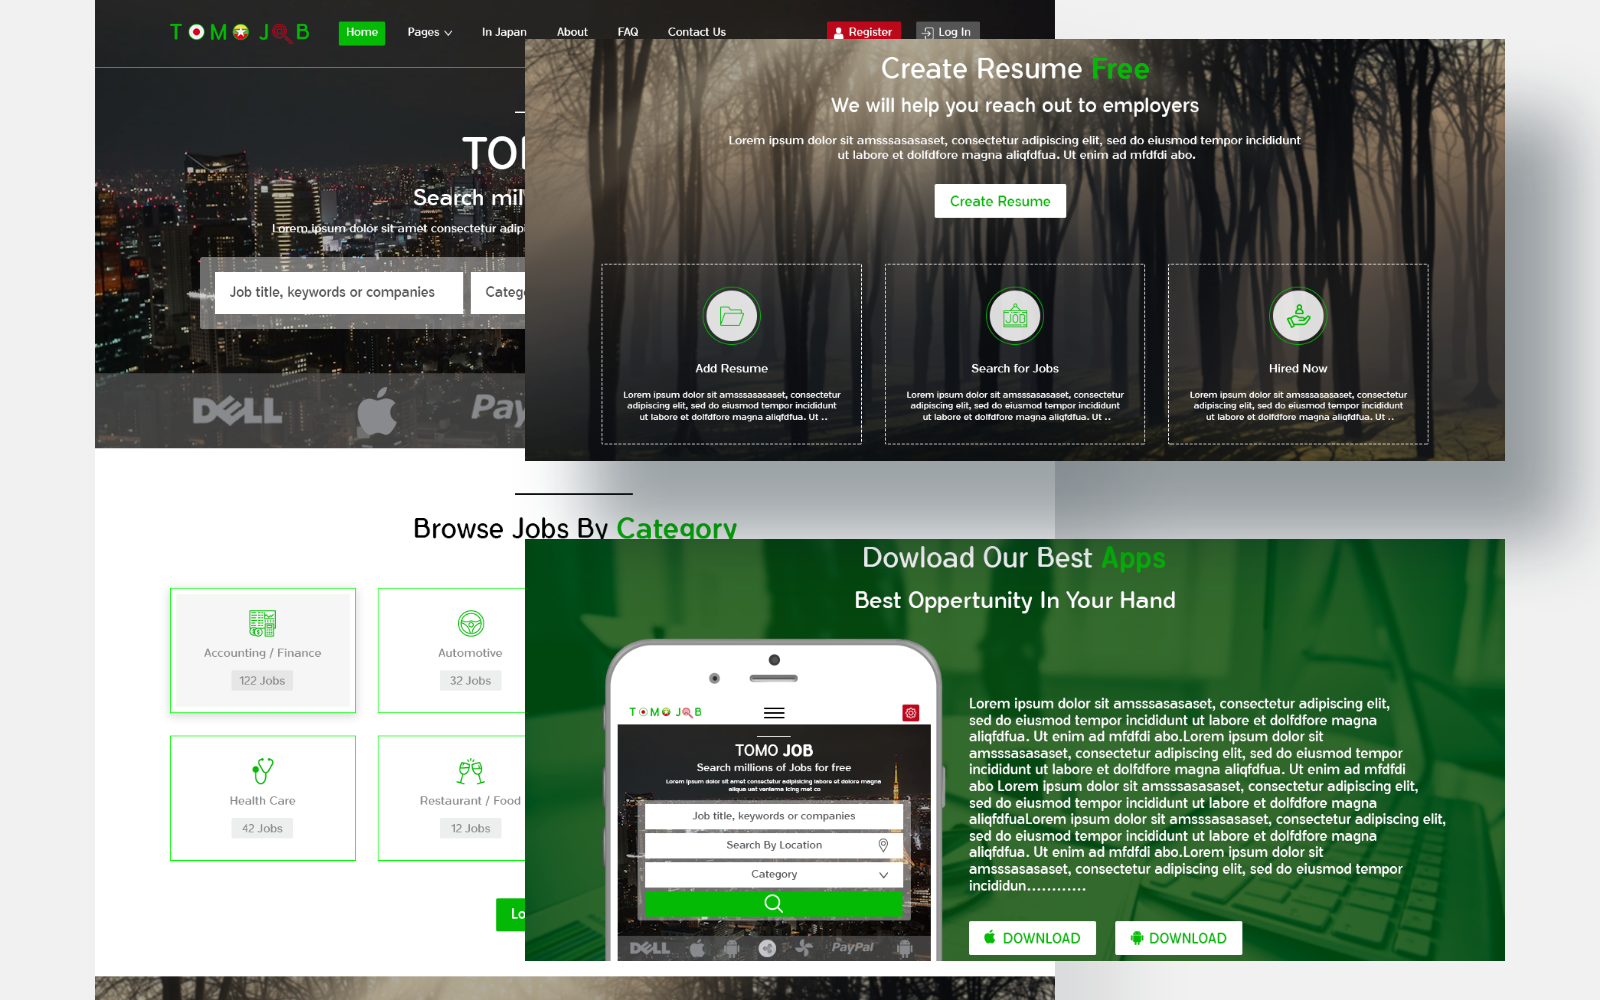 TOMO JOB
Home
Pages
In Japan
About
FAQ
Contact Us
Register
Log In
Search mil
Lorem ipsum dolor sit amet consectetur adipi
Job title, keywords or companies
DELL
Browse Jobs By Category
Accounting / Finance
122 Jobs
Automotive
32 Jobs
Health Care
42 Jobs
Restaurant / Food
12 Jobs
Lo
Create Resume Free
We will help you reach out to employers
Lorem ipsum dolor sit amsssasasaset, consectetur adipiscing elit, sed do eiusmod tempor incididunt
ut labore et dolfdfore magna aliqfdfua. Ut enim ad mfdfdi abo.
Create Resume
JOB
Add Resume
Lorem ipsum dolor sit amsssasasaset, consectetur
adipiscing elit, sed do eiusmod tempor incididunt
ut labore et dolfdfore magna aliqfdfua. Ut ..
Search for Jobs
Lorem ipsum dolor sit amsssasasaset, consectetur
adipiscing elit, sed do eiusmod tempor incididunt
ut labore et dolfdfore magna aliqfdfua. Ut ..
Hired Now
Lorem ipsum dolor sit amsssasasaset, consectetur
adipiscing elit, sed do eiusmod tempor incididunt
ut labore et dolfdfore magna aliqfdfua. Ut ..
Dowload Our Best Apps
Best Oppertunity In Your Hand
TOMO JOB
TOMO JOB
Search millions of Jobs for free
Lorem ipsum dolor sit amet consectetur adipisicing labore et dolore magna
aliqua uat veniama icing met co
Job title, keywords or companies
Search By Location
Category
DELL
PayPal
Lorem ipsum dolor sit amsssasasaset, consectetur adipiscing elit,
sed do eiusmod tempor incididunt ut labore et dolfdfore magna
aliqfdfua. Ut enim ad mfdfdi abo.Lorem ipsum dolor sit
amsssasasaset, consectetur adipiscing elit, sed do eiusmod tempor
incididunt ut labore et dolfdfore magna aliqfdfua. Ut enim ad mfdfdi
abo Lorem ipsum dolor sit amsssasasaset, consectetur adipiscing elit,
sed do eiusmod tempor incididunt ut labore et dolfdfore magna
aliqfdfuaLorem ipsum dolor sit amsssasasaset, consectetur adipiscing elit,
sed do eiusmod tempor incididunt ut labore et dolfdfore magna
aliqfdfua. Ut enim ad mfdfdi abo.Lorem ipsum dolor sit
amsssasasaset, consectetur adipiscing elit, sed do eiusmod tempor
incididun............
DOWNLOAD
DOWNLOAD